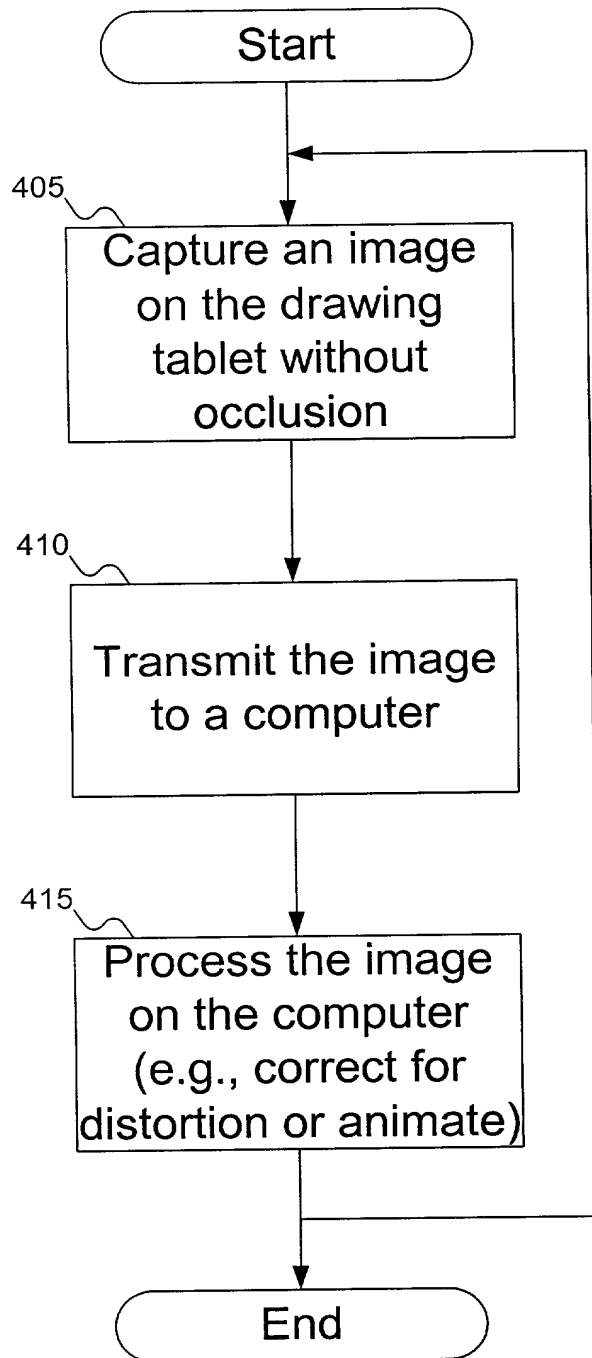 Start
405
Capture an image
on the drawing
tablet without
occlusion
410
Transmit the image
to a computer
415
Process the image
on the computer
(e.g., correct for
distortion or animate)
End